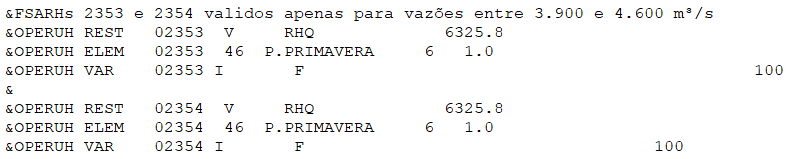 &FSARHs 2353 e 2354 validos apenas para vazões entre 3.900 e 4.600 m³/s
&OPERUH REST   02353  V     RHQ             6325.8
&OPERUH ELEM   02353  46  P.PRIMAVERA     6   1.0
&OPERUH VAR    02353 I       F                                             100
&
&OPERUH REST   02354  V     RHQ             6325.8
&OPERUH ELEM   02354  46  P.PRIMAVERA     6   1.0
&OPERUH VAR    02354 I       F                                   100